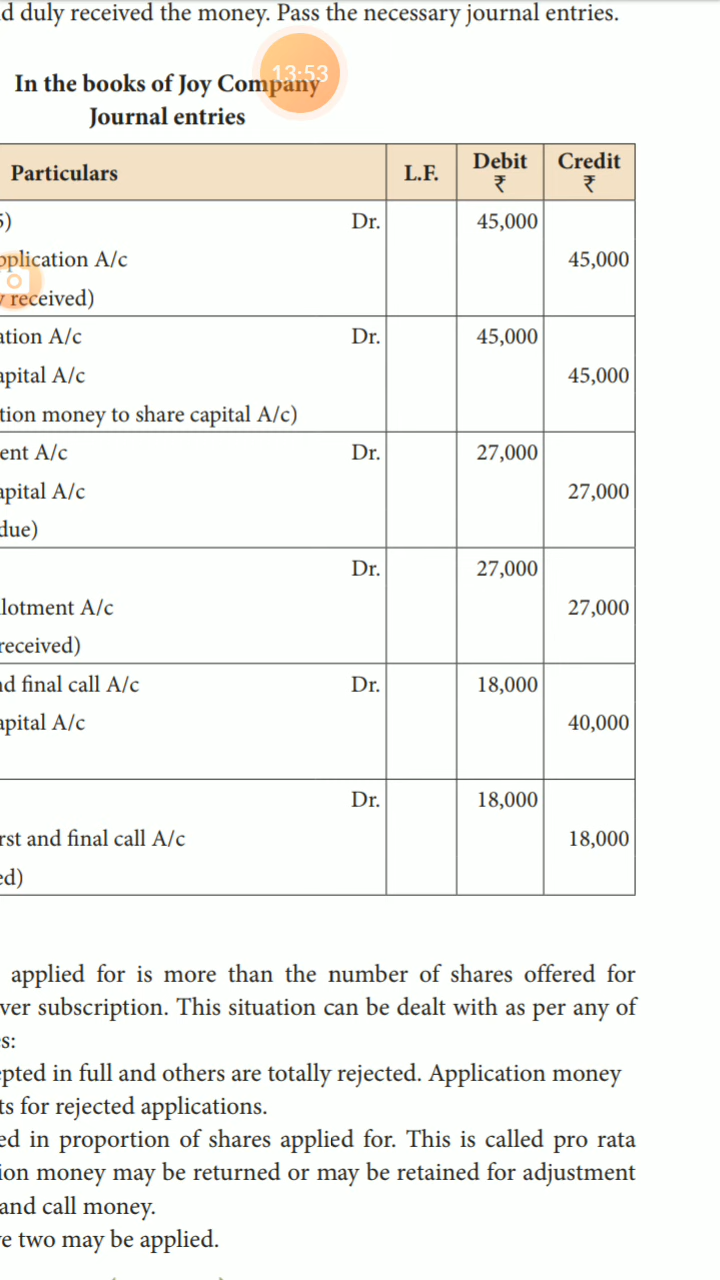 d duly received the money. Pass the necessary journal entries.
13:53
In the books of Joy Company
Journal entries
Particulars L.F. Debit ₹ Credit ₹
5) Dr. 45,000
pplication A/c 45,000
y received)
ation A/c Dr. 45,000
apital A/c 45,000
tion money to share capital A/c)
ent A/c Dr. 27,000
apital A/c 27,000
due)
Dr. 27,000
lotment A/c 27,000
received)
nd final call A/c Dr. 18,000
apital A/c 40,000
Dr. 18,000
rst and final call A/c 18,000
ed)
applied for is more than the number of shares offered for
ver subscription. This situation can be dealt with as per any of
s:
epted in full and others are totally rejected. Application money
ts for rejected applications.
ed in proportion of shares applied for. This is called pro rata
ion money may be returned or may be retained for adjustment
and call money.
e two may be applied.